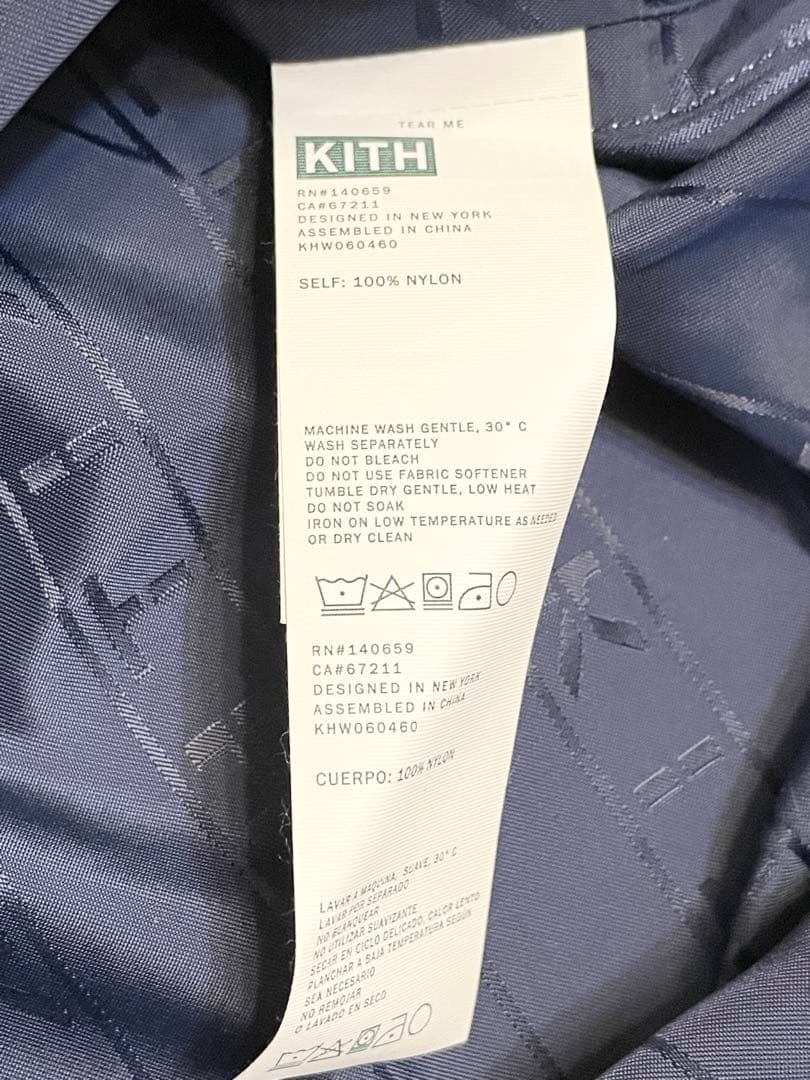 TEAR ME
KITH
RN#140659
CA#67211
DESIGNED IN NEW YORK
ASSEMBLED IN CHINA
KHW060460
SELF: 100% NYLON
MACHINE WASH GENTLE, 30° C
WASH SEPARATELY
DO NOT BLEACH
DO NOT USE FABRIC SOFTENER
TUMBLE DRY GENTLE, LOW HEAT
DO NOT SOAK
IRON ON LOW TEMPERATURE AS NEEDED
OR DRY CLEAN
RN#140659
CA#67211
DESIGNED IN NEW YORK
ASSEMBLED IN CHINA
KHW060460
CUERPO: 100% NYLON
LAVAR A MAQUINA, SUAVE, 30° C
LAVAR POR SEPARADO
NO BLANQUEAR
NO UTILIZAR SUAVIZANTE
SECAR EN CICLO DELICADO, CALOR LENTO
PLANCHAR A BAJA TEMPERATURA SEGÚN
SEA NECESARIO
NO REMOJAR
O LAVADO EN SECO